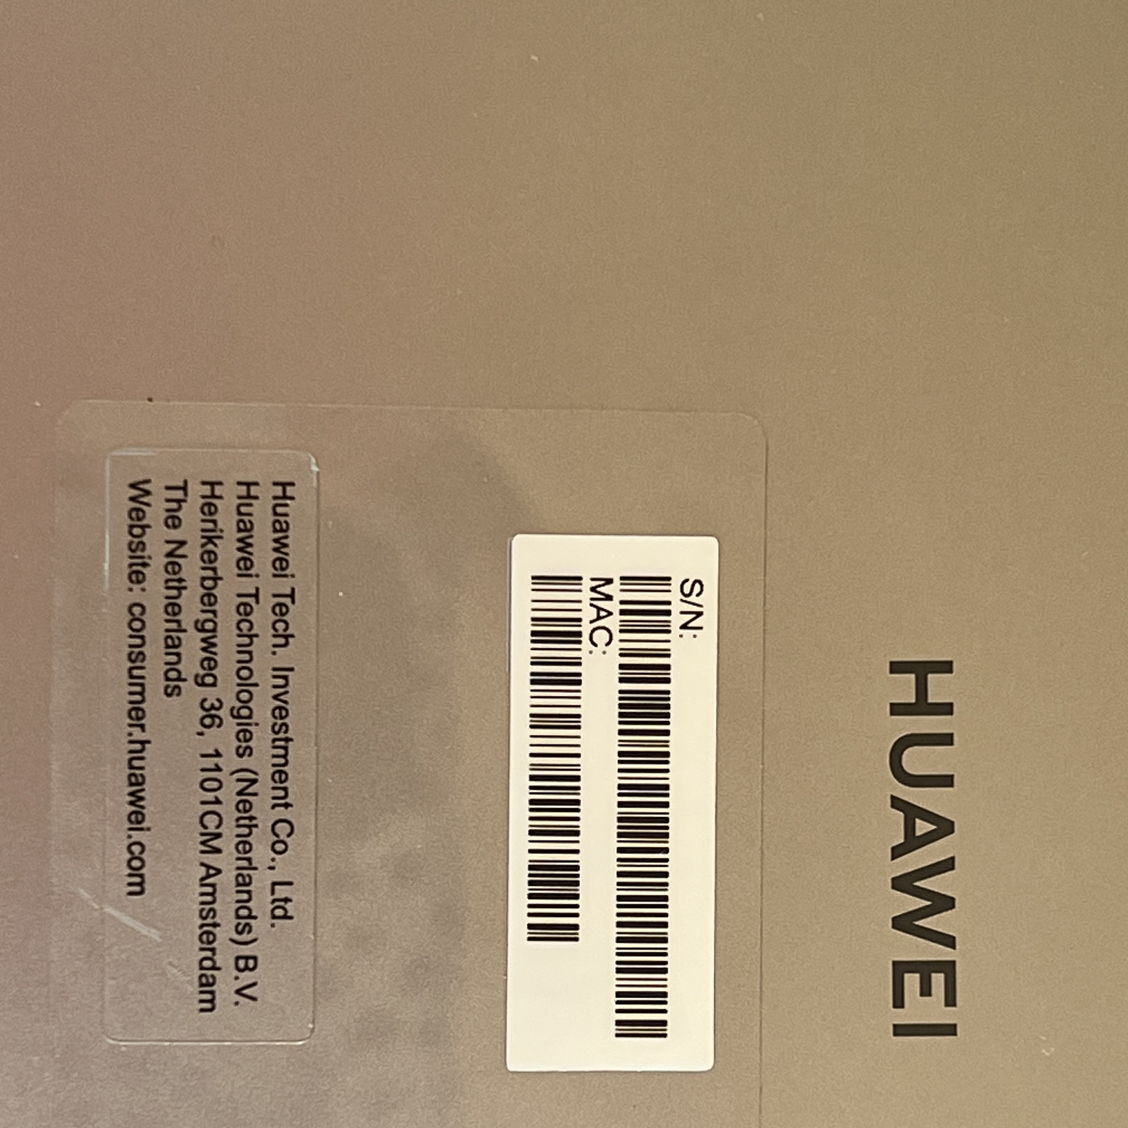 HUAWEI
S/N:
MAC:
Huawei Tech. Investment Co., Ltd.
Huawei Technologies (Netherlands) B.V.
Herikerbergweg 36, 1101CM Amsterdam
The Netherlands
Website: consumer.huawei.com